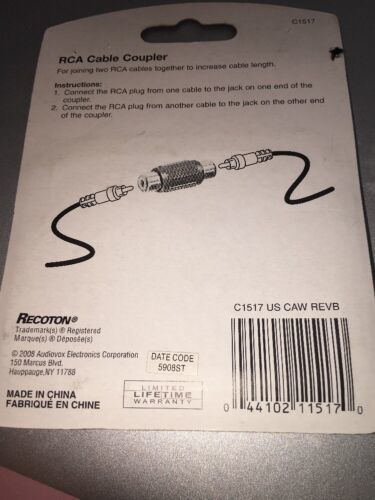 C1517
RCA Cable Coupler
For joining two RCA cables together to increase cable length.
Instructions:
1. Connect the RCA plug from one cable to the jack on one end of the
coupler.
2. Connect the RCA plug from another cable to the jack on the other end
of the coupler.
RECOTON®
Trademark(s) ® Registered
Marque(s) ® Déposée(s)
© 2008 Audiovox Electronics Corporation
150 Marcus Blvd.
Hauppauge,NY 11788
MADE IN CHINA
FABRIQUÉ EN CHINE
DATE CODE
5908ST
LIMITED
LIFETIME
WARRANTY
C1517 US CAW REVB
0 44102 11517 0